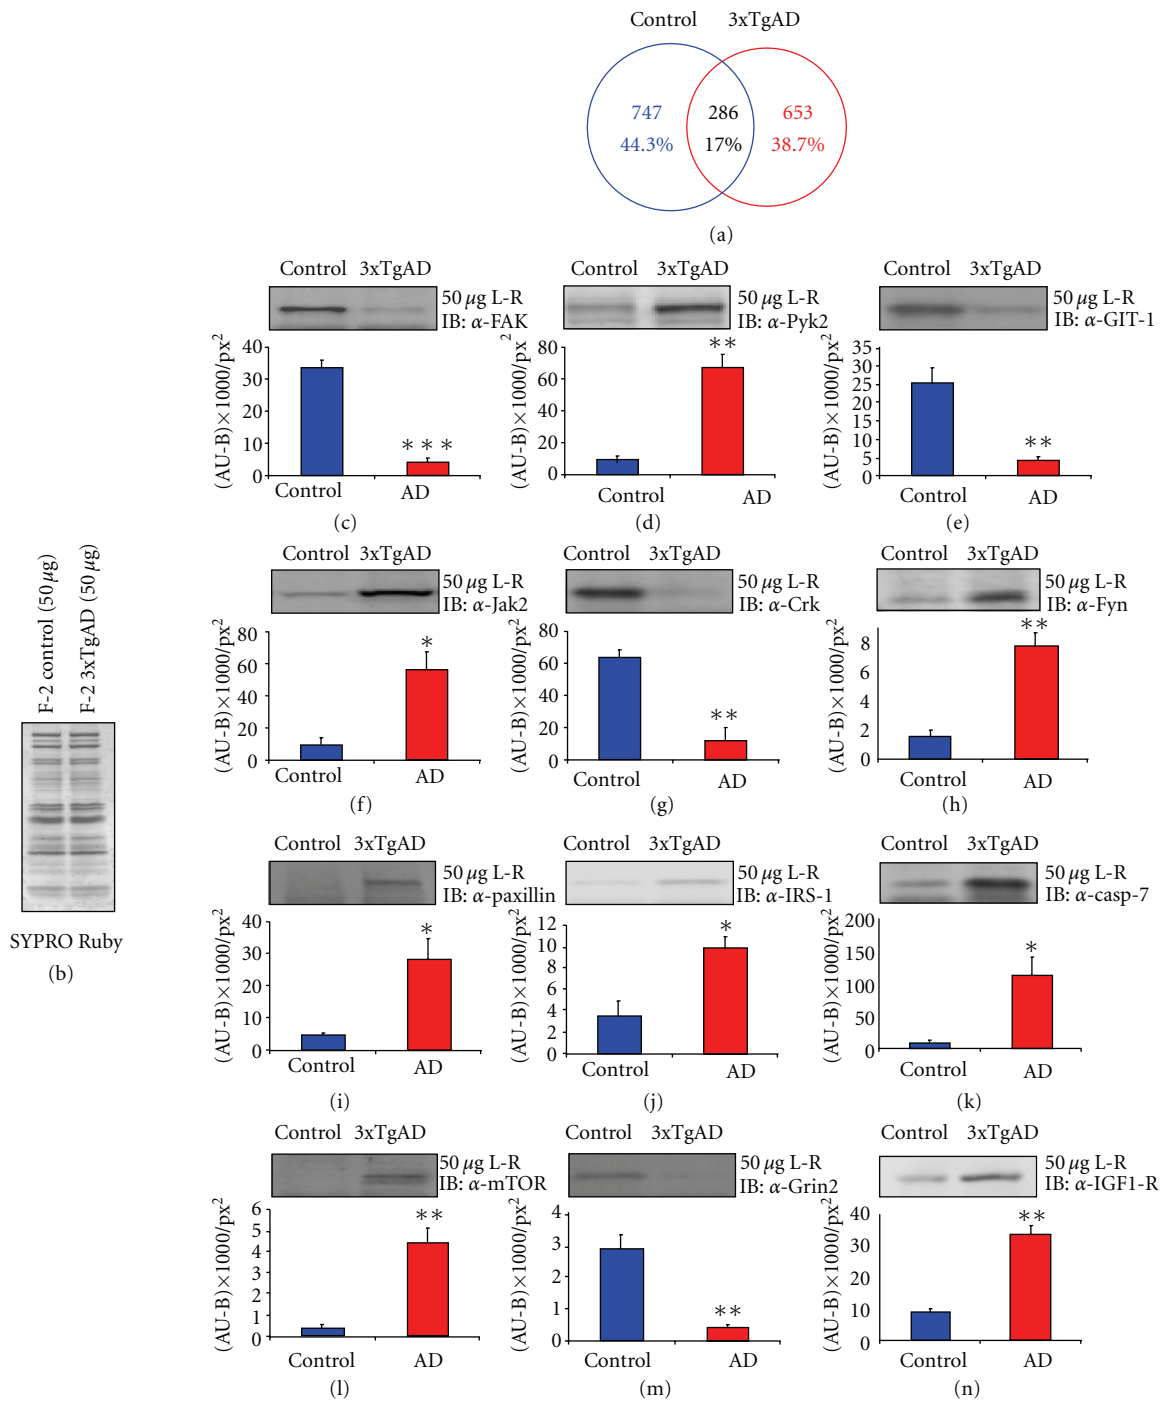 Control 3xTgAD
747 286 653
44.3% 17% 38.7%
(a)
F-2 control (50 μg)
F-2 3xTgAD (50 μg)
SYPRO Ruby
(b)
Control 3xTgAD
50 μg L-R
IB: α-FAK
(AU-B)×1000/px²
40
30
20
10
0
***
Control AD
(c)
Control 3xTgAD
50 μg L-R
IB: α-Pyk2
(AU-B)×1000/px²
80
60
40
20
0
**
Control AD
(d)
Control 3xTgAD
50 μg L-R
IB: α-GIT-1
(AU-B)×1000/px²
35
30
25
20
15
10
5
0
**
Control AD
(e)
Control 3xTgAD
50 μg L-R
IB: α-Jak2
(AU-B)×1000/px²
80
60
40
20
0
*
Control AD
(f)
Control 3xTgAD
50 μg L-R
IB: α-Crk
(AU-B)×1000/px²
80
60
40
20
0
**
Control AD
(g)
Control 3xTgAD
50 μg L-R
IB: α-Fyn
(AU-B)×1000/px²
8
6
4
2
0
**
Control AD
(h)
Control 3xTgAD
50 μg L-R
IB: α-paxillin
(AU-B)×1000/px²
40
30
20
10
0
*
Control AD
(i)
Control 3xTgAD
50 μg L-R
IB: α-IRS-1
(AU-B)×1000/px²
12
10
8
6
4
2
0
*
Control AD
(j)
Control 3xTgAD
50 μg L-R
IB: α-casp-7
(AU-B)×1000/px²
200
150
100
50
0
*
Control AD
(k)
Control 3xTgAD
50 μg L-R
IB: α-mTOR
(AU-B)×1000/px²
6
5
4
3
2
1
0
**
Control AD
(l)
Control 3xTgAD
50 μg L-R
IB: α-Grin2
(AU-B)×1000/px²
4
3
2
1
0
**
Control AD
(m)
Control 3xTgAD
50 μg L-R
IB: α-IGF1-R
(AU-B)×1000/px²
40
30
20
10
0
**
Control AD
(n)